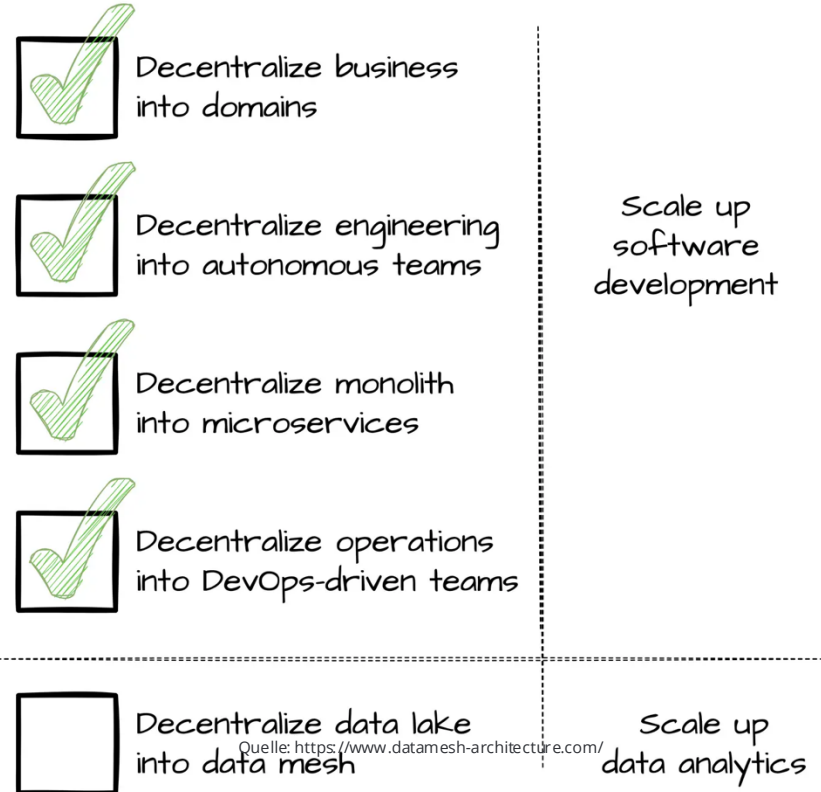 Decentralize business
into domains
Decentralize engineering
into autonomous teams
Scale up
software
development
Decentralize monolith
into microservices
Decentralize operations
into DevOps-driven teams
Decentralize data lake
into data mesh
Scale up
data analytics
Quelle: https://www.datamesh-architecture.com/